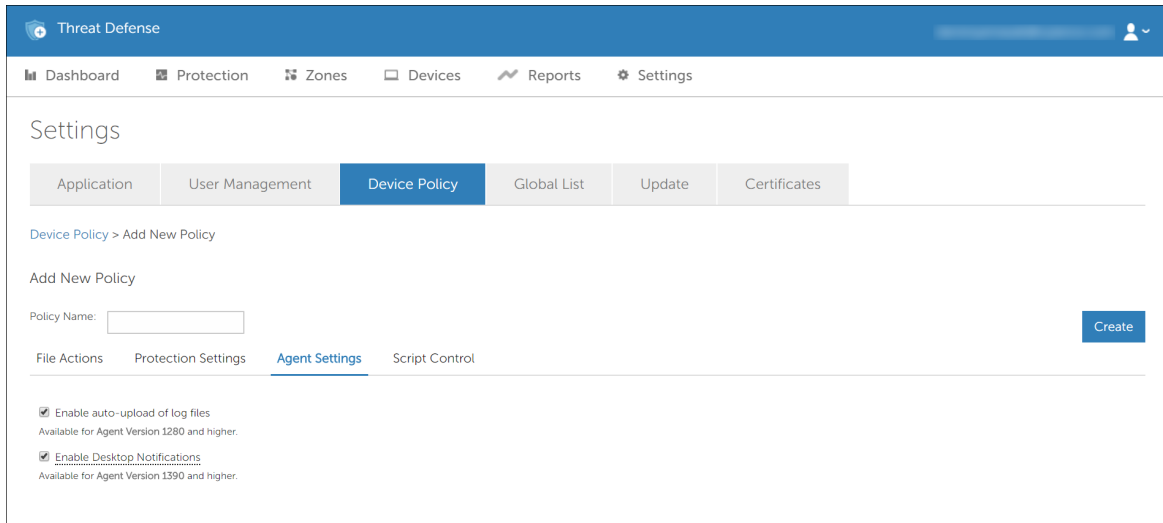 Threat Defense
Dashboard Protection Zones Devices Reports Settings
Settings
Application User Management Device Policy Global List Update Certificates
Device Policy > Add New Policy
Add New Policy
Policy Name:
Create
File Actions Protection Settings Agent Settings Script Control
Enable auto-upload of log files
Available for Agent Version 1280 and higher.
Enable Desktop Notifications
Available for Agent Version 1390 and higher.